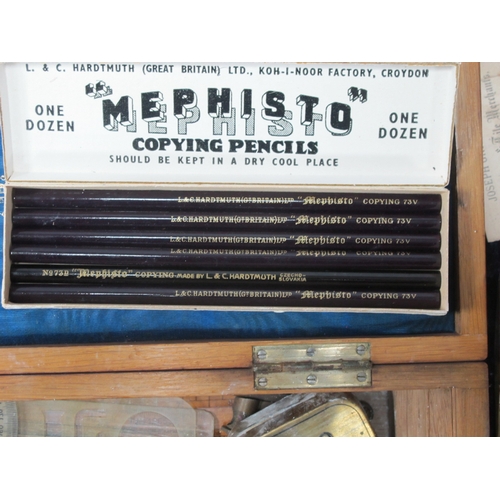 L. & C. HARDTMUTH (GREAT BRITAIN) LTD., KOH-I-NOOR FACTORY, CROYDON
ONE DOZEN
"MEPHISTO"
ONE DOZEN
COPYING PENCILS
SHOULD BE KEPT IN A DRY COOL PLACE
L.& C.HARDTMUTH(GT BRITAIN)LTD "Mephisto" COPYING 73V
L.& C.HARDTMUTH(GT BRITAIN)LTD "Mephisto" COPYING 73V
L.& C.HARDTMUTH(GT BRITAIN)LTD "Mephisto" COPYING 73V
L.& C.HARDTMUTH(GT BRITAIN)LTD "Mephisto" COPYING 73V
No 73B "Mephisto" COPYING MADE BY L. & C. HARDTMUTH CZECHO-SLOVAKIA
L.& C.HARDTMUTH(GT BRITAIN)LTD "Mephisto" COPYING 73V